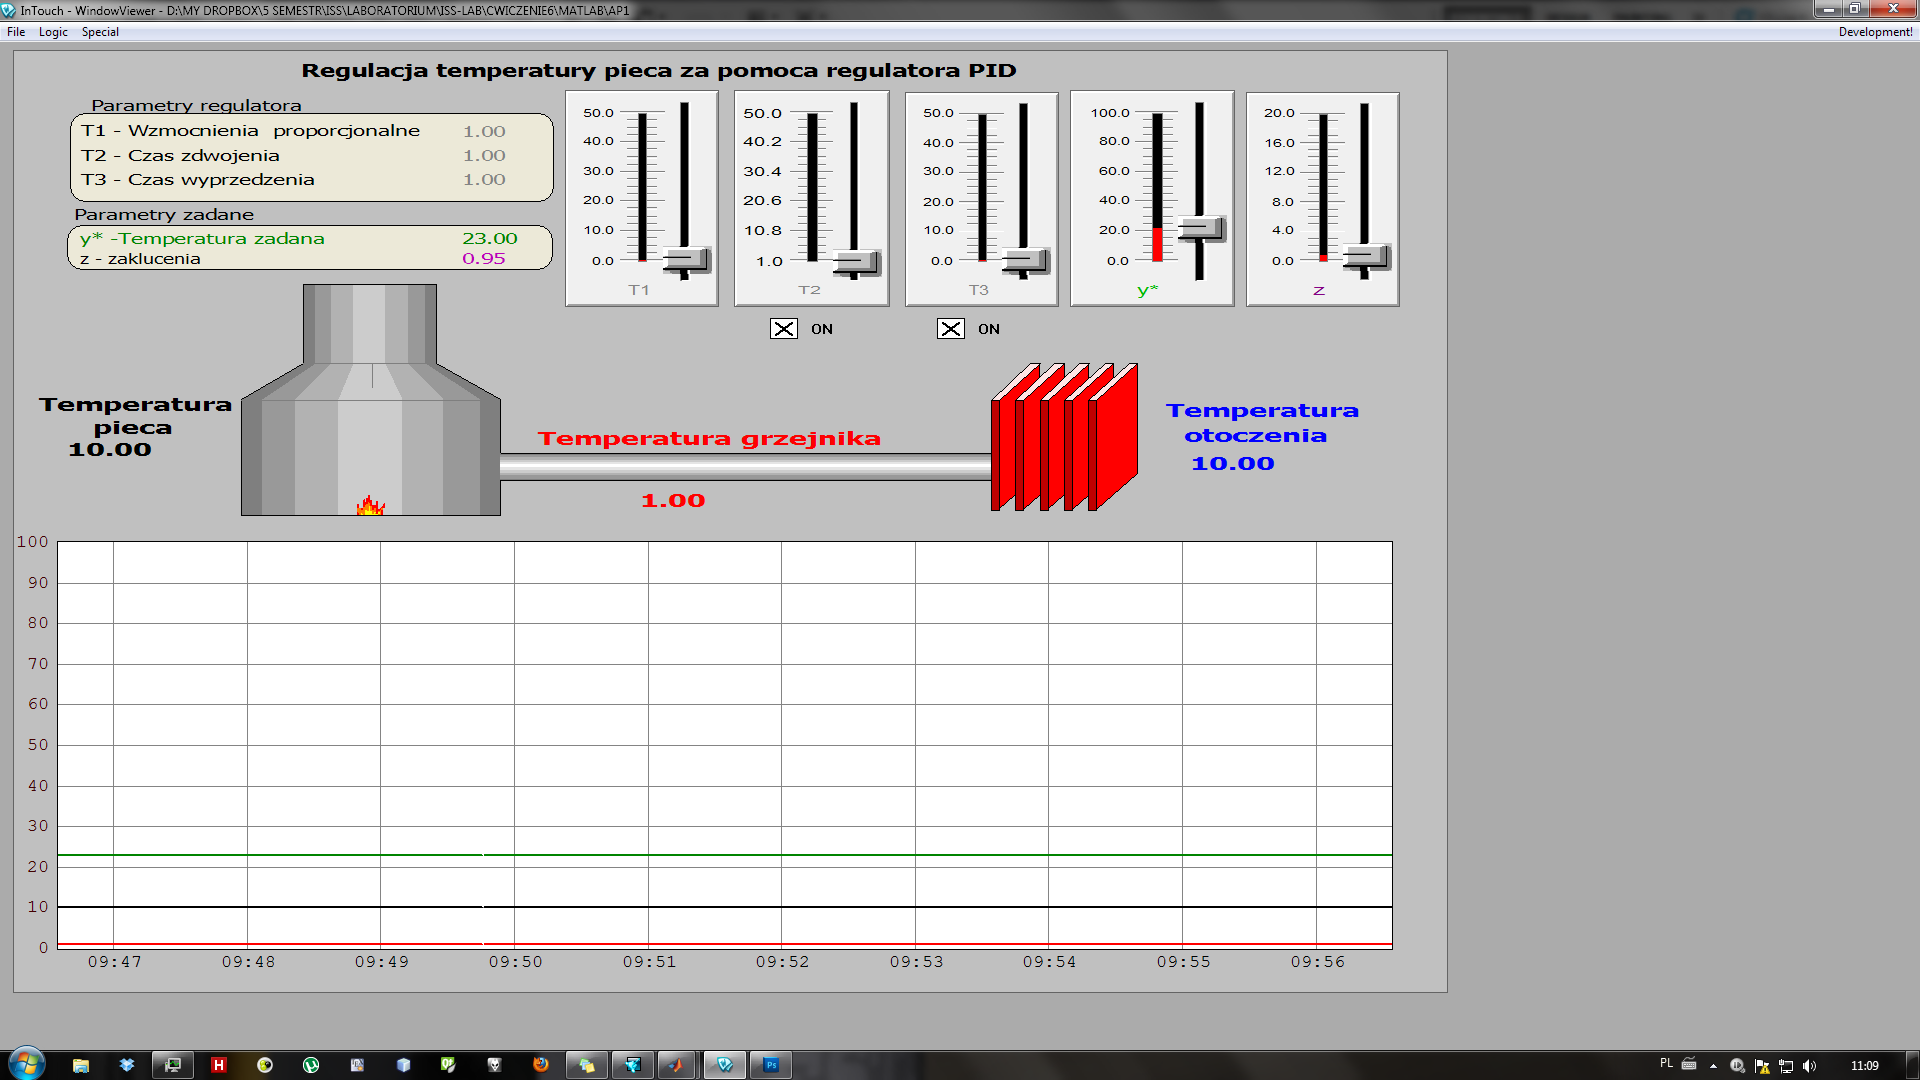 InTouch - WindowViewer - D:\MY DROPBOX\5 SEMESTR\ISS\LABORATORIUM\ISS-LAB\CWICZENIE6\MATLAB\AP1
File Logic Special Development!
Regulacja temperatury pieca za pomoca regulatora PID
Parametry regulatora
T1 - Wzmocnienia proporcjonalne 1.00
T2 - Czas zdwojenia 1.00
T3 - Czas wyprzedzenia 1.00
Parametry zadane
y* -Temperatura zadana 23.00
z - zaklucenia 0.95
50.0
40.0
30.0
20.0
10.0
0.0
T1
50.0
40.2
30.4
20.6
10.8
1.0
T2
50.0
40.0
30.0
20.0
10.0
0.0
T3
100.0
80.0
60.0
40.0
20.0
0.0
y*
20.0
16.0
12.0
8.0
4.0
0.0
z
ON
ON
Temperatura
pieca
10.00
Temperatura grzejnika
1.00
Temperatura
otoczenia
10.00
100
90
80
70
60
50
40
30
20
10
0
09:47 09:48 09:49 09:50 09:51 09:52 09:53 09:54 09:55 09:56
H Ps PL 11:09